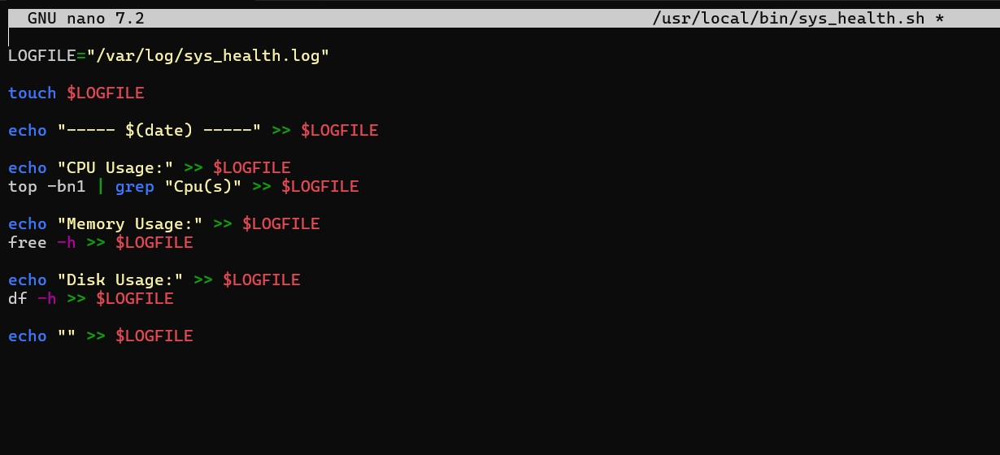 GNU nano 7.2 /usr/local/bin/sys_health.sh *
LOGFILE="/var/log/sys_health.log"
touch $LOGFILE
echo "----- $(date) -----" >> $LOGFILE
echo "CPU Usage:" >> $LOGFILE
top -bn1 | grep "Cpu(s)" >> $LOGFILE
echo "Memory Usage:" >> $LOGFILE
free -h >> $LOGFILE
echo "Disk Usage:" >> $LOGFILE
df -h >> $LOGFILE
echo "" >> $LOGFILE